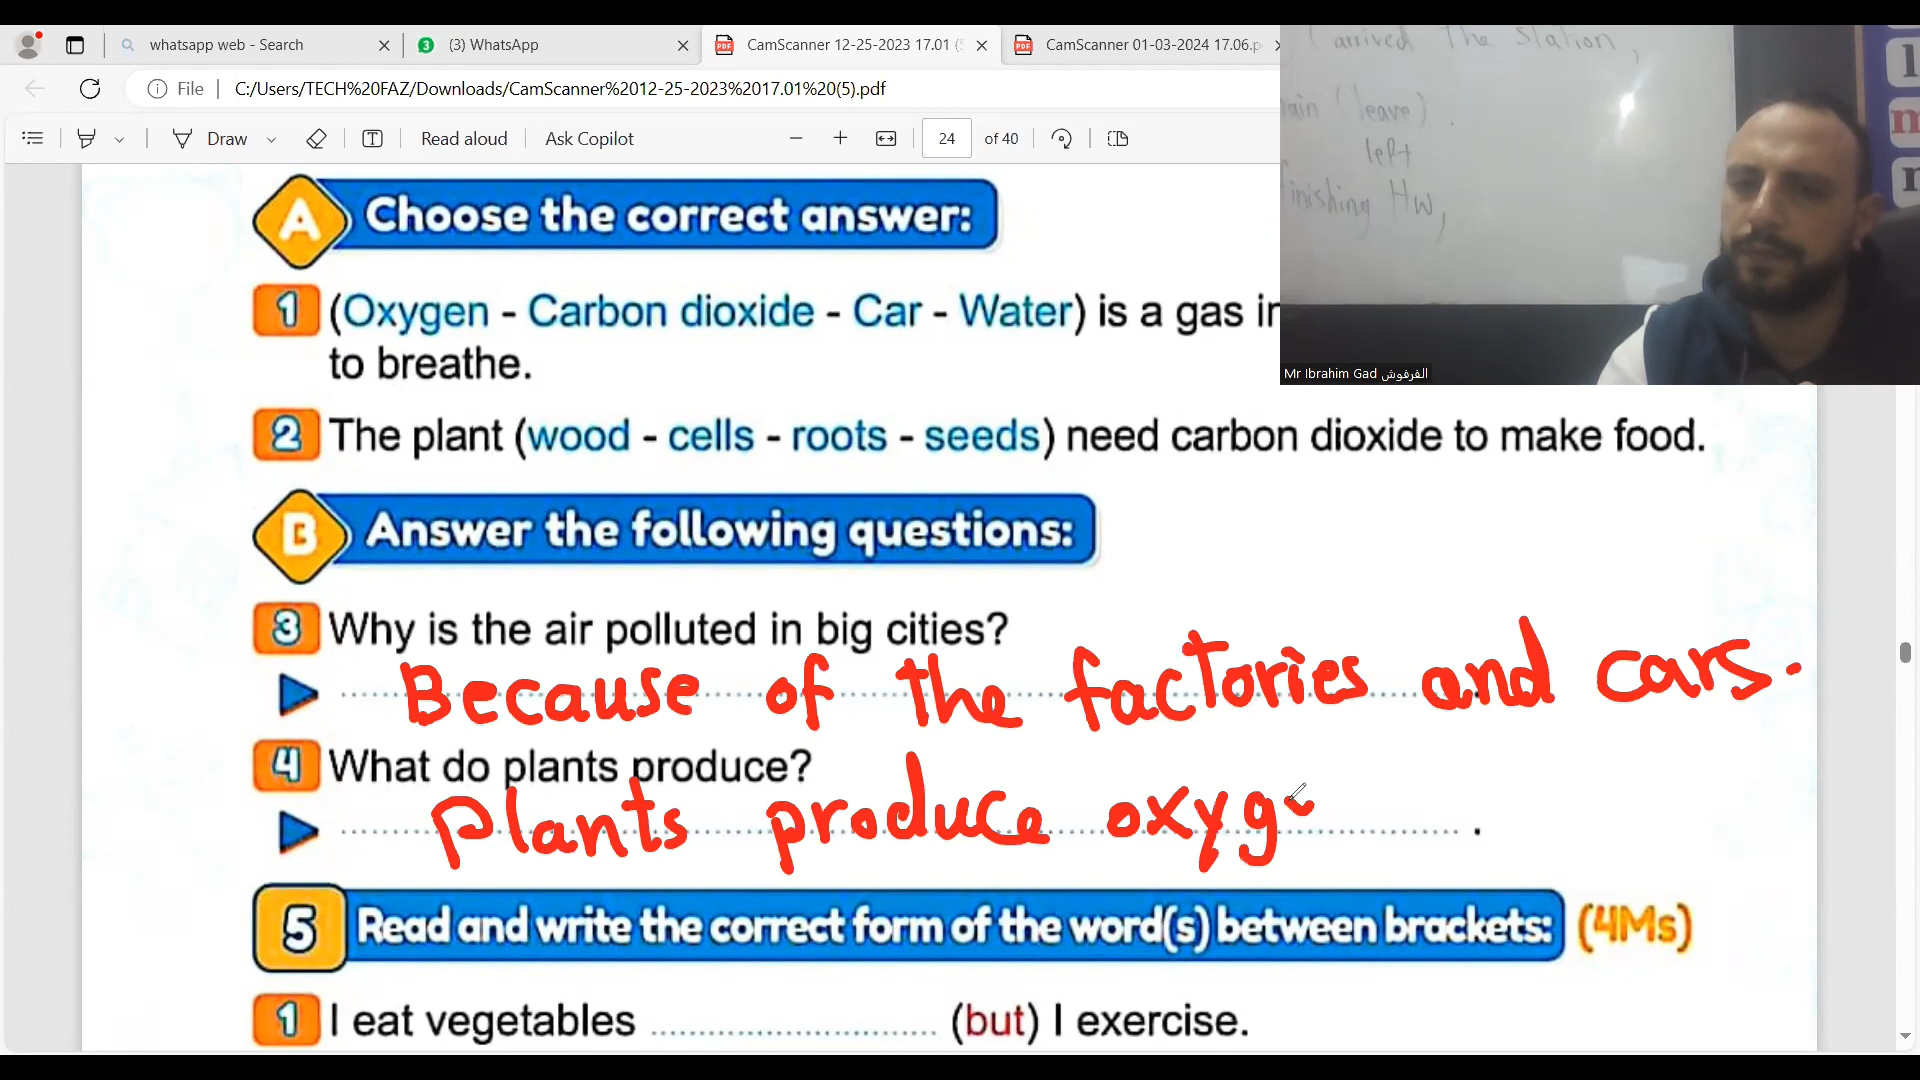 whatsapp web - Search
3
(3) WhatsApp
PDF
CamScanner 12-25-2023 17.01 (
PDF
CamScanner 01-03-2024 17.06.p
File
C:/Users/TECH%20FAZ/Downloads/CamScanner%2012-25-2023%2017.01%20(5).pdf
Draw
Read aloud
Ask Copilot
24 of 40
(arrived the station,
(leave).
left
inishing Hw,
Mr Ibrahim Gad الفرفوش
A Choose the correct answer:
1 (Oxygen - Carbon dioxide - Car - Water) is a gas in
to breathe.
2 The plant (wood - cells - roots - seeds) need carbon dioxide to make food.
B Answer the following questions:
3 Why is the air polluted in big cities?
Because of the factories and cars.
4 What do plants produce?
plants produce oxyg
5 Read and write the correct form of the word(s) between brackets: (4Ms)
1 I eat vegetables .......................... (but) I exercise.